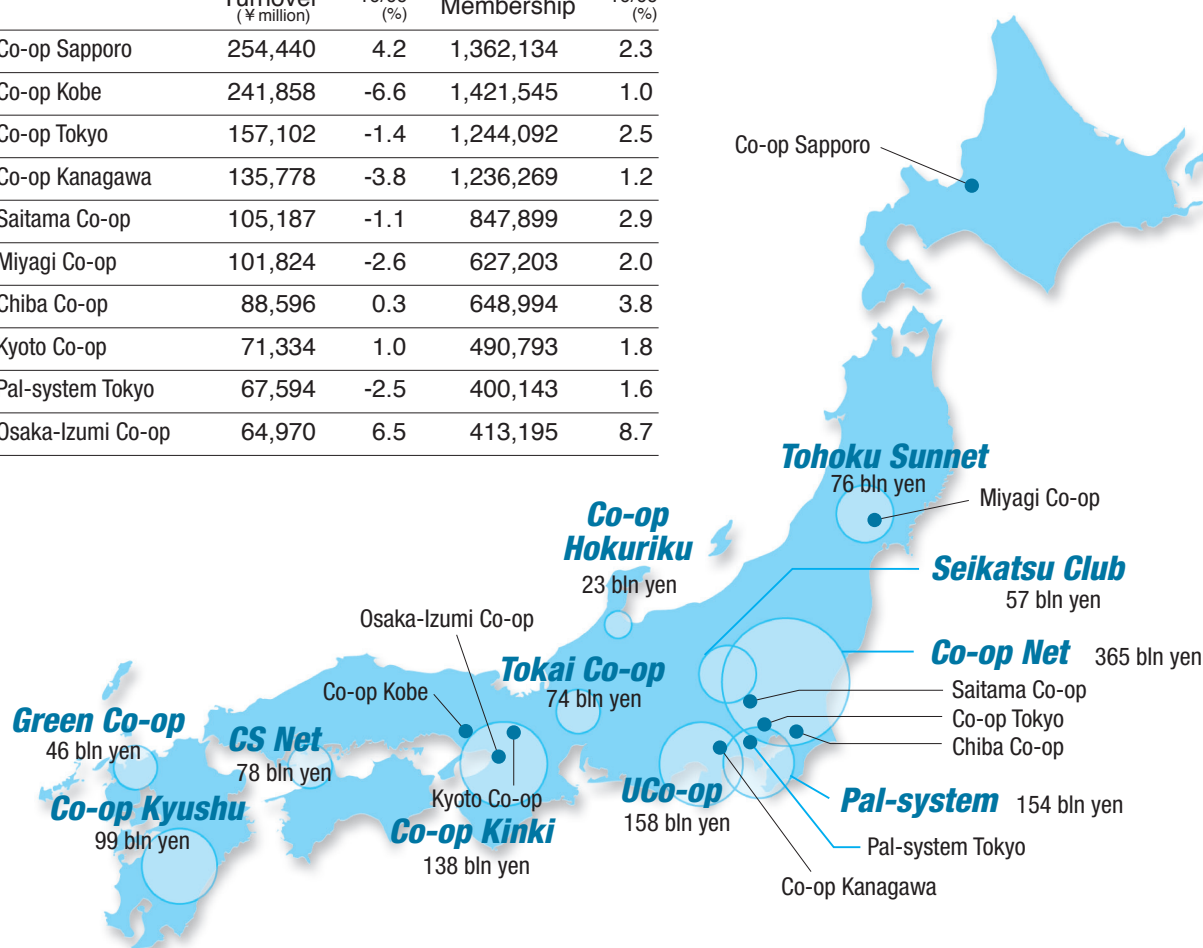 (¥million) (%) Membership (%)
Co-op Sapporo 254,440 4.2 1,362,134 2.3
Co-op Kobe 241,858 -6.6 1,421,545 1.0
Co-op Tokyo 157,102 -1.4 1,244,092 2.5
Co-op Kanagawa 135,778 -3.8 1,236,269 1.2
Saitama Co-op 105,187 -1.1 847,899 2.9
Miyagi Co-op 101,824 -2.6 627,203 2.0
Chiba Co-op 88,596 0.3 648,994 3.8
Kyoto Co-op 71,334 1.0 490,793 1.8
Pal-system Tokyo 67,594 -2.5 400,143 1.6
Osaka-Izumi Co-op 64,970 6.5 413,195 8.7
Co-op Sapporo
Tohoku Sunnet
76 bln yen
Miyagi Co-op
Co-op
Hokuriku
23 bln yen
Seikatsu Club
57 bln yen
Osaka-Izumi Co-op
Co-op Net 365 bln yen
Tokai Co-op
74 bln yen
Saitama Co-op
Co-op Tokyo
Chiba Co-op
Co-op Kobe
Green Co-op
46 bln yen
CS Net
78 bln yen
Kyoto Co-op
UCo-op
158 bln yen
Pal-system 154 bln yen
Co-op Kyushu
99 bln yen
Co-op Kinki
138 bln yen
Pal-system Tokyo
Co-op Kanagawa